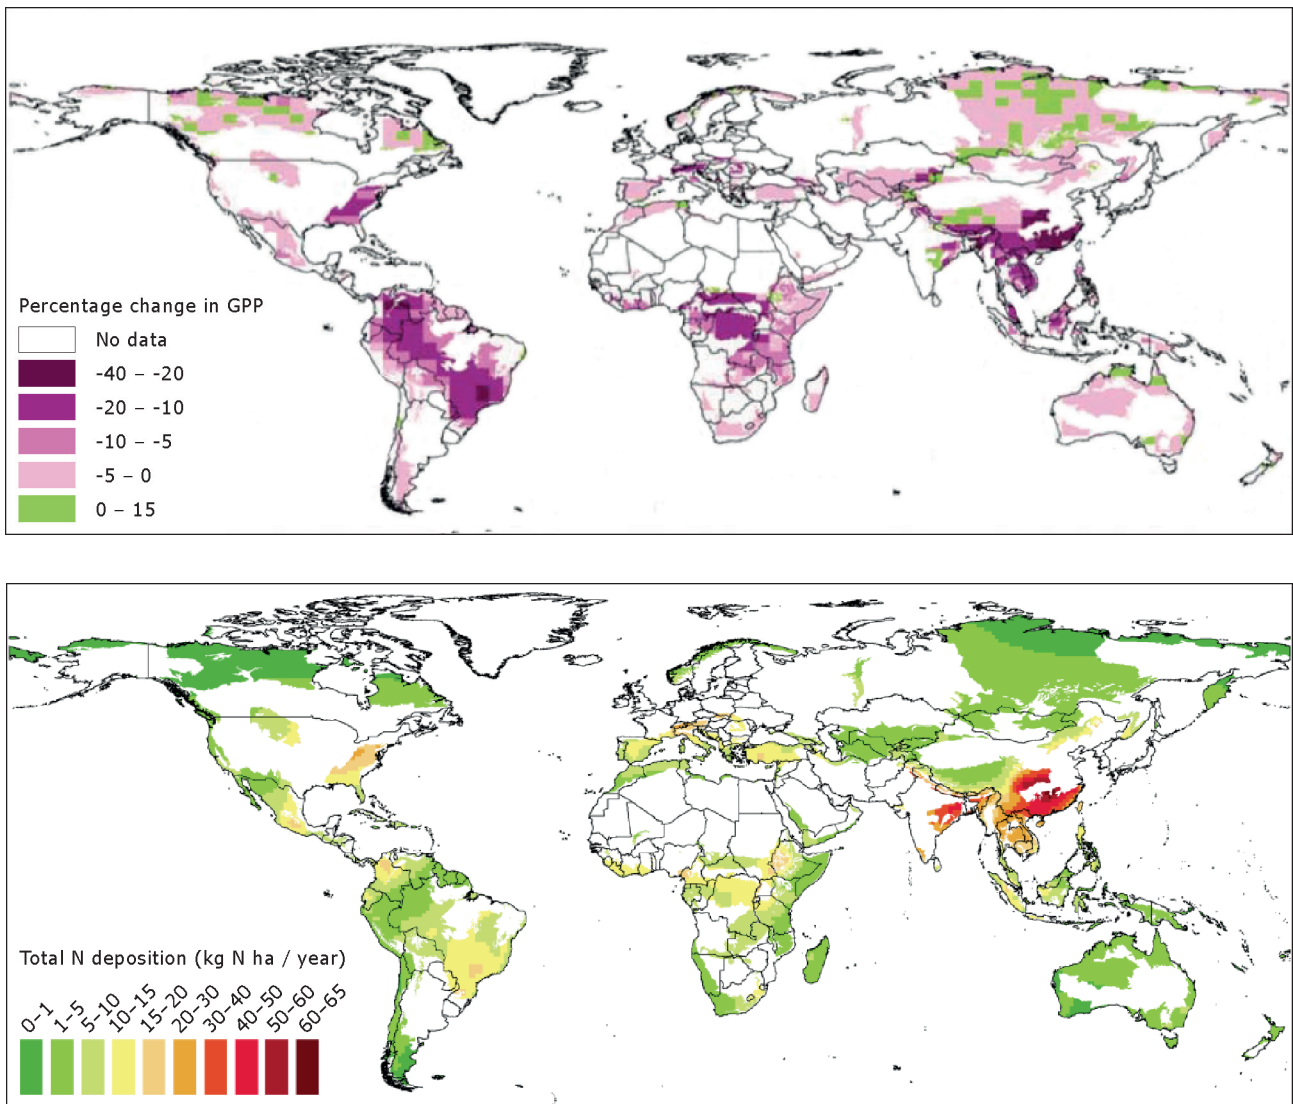 Percentage change in GPP
No data
-40 – -20
-20 – -10
-10 – -5
-5 – 0
0 – 15
Total N deposition (kg N ha / year)
0–1
1–5
5–10
10–15
15–20
20–30
30–40
40–50
50–60
60–65